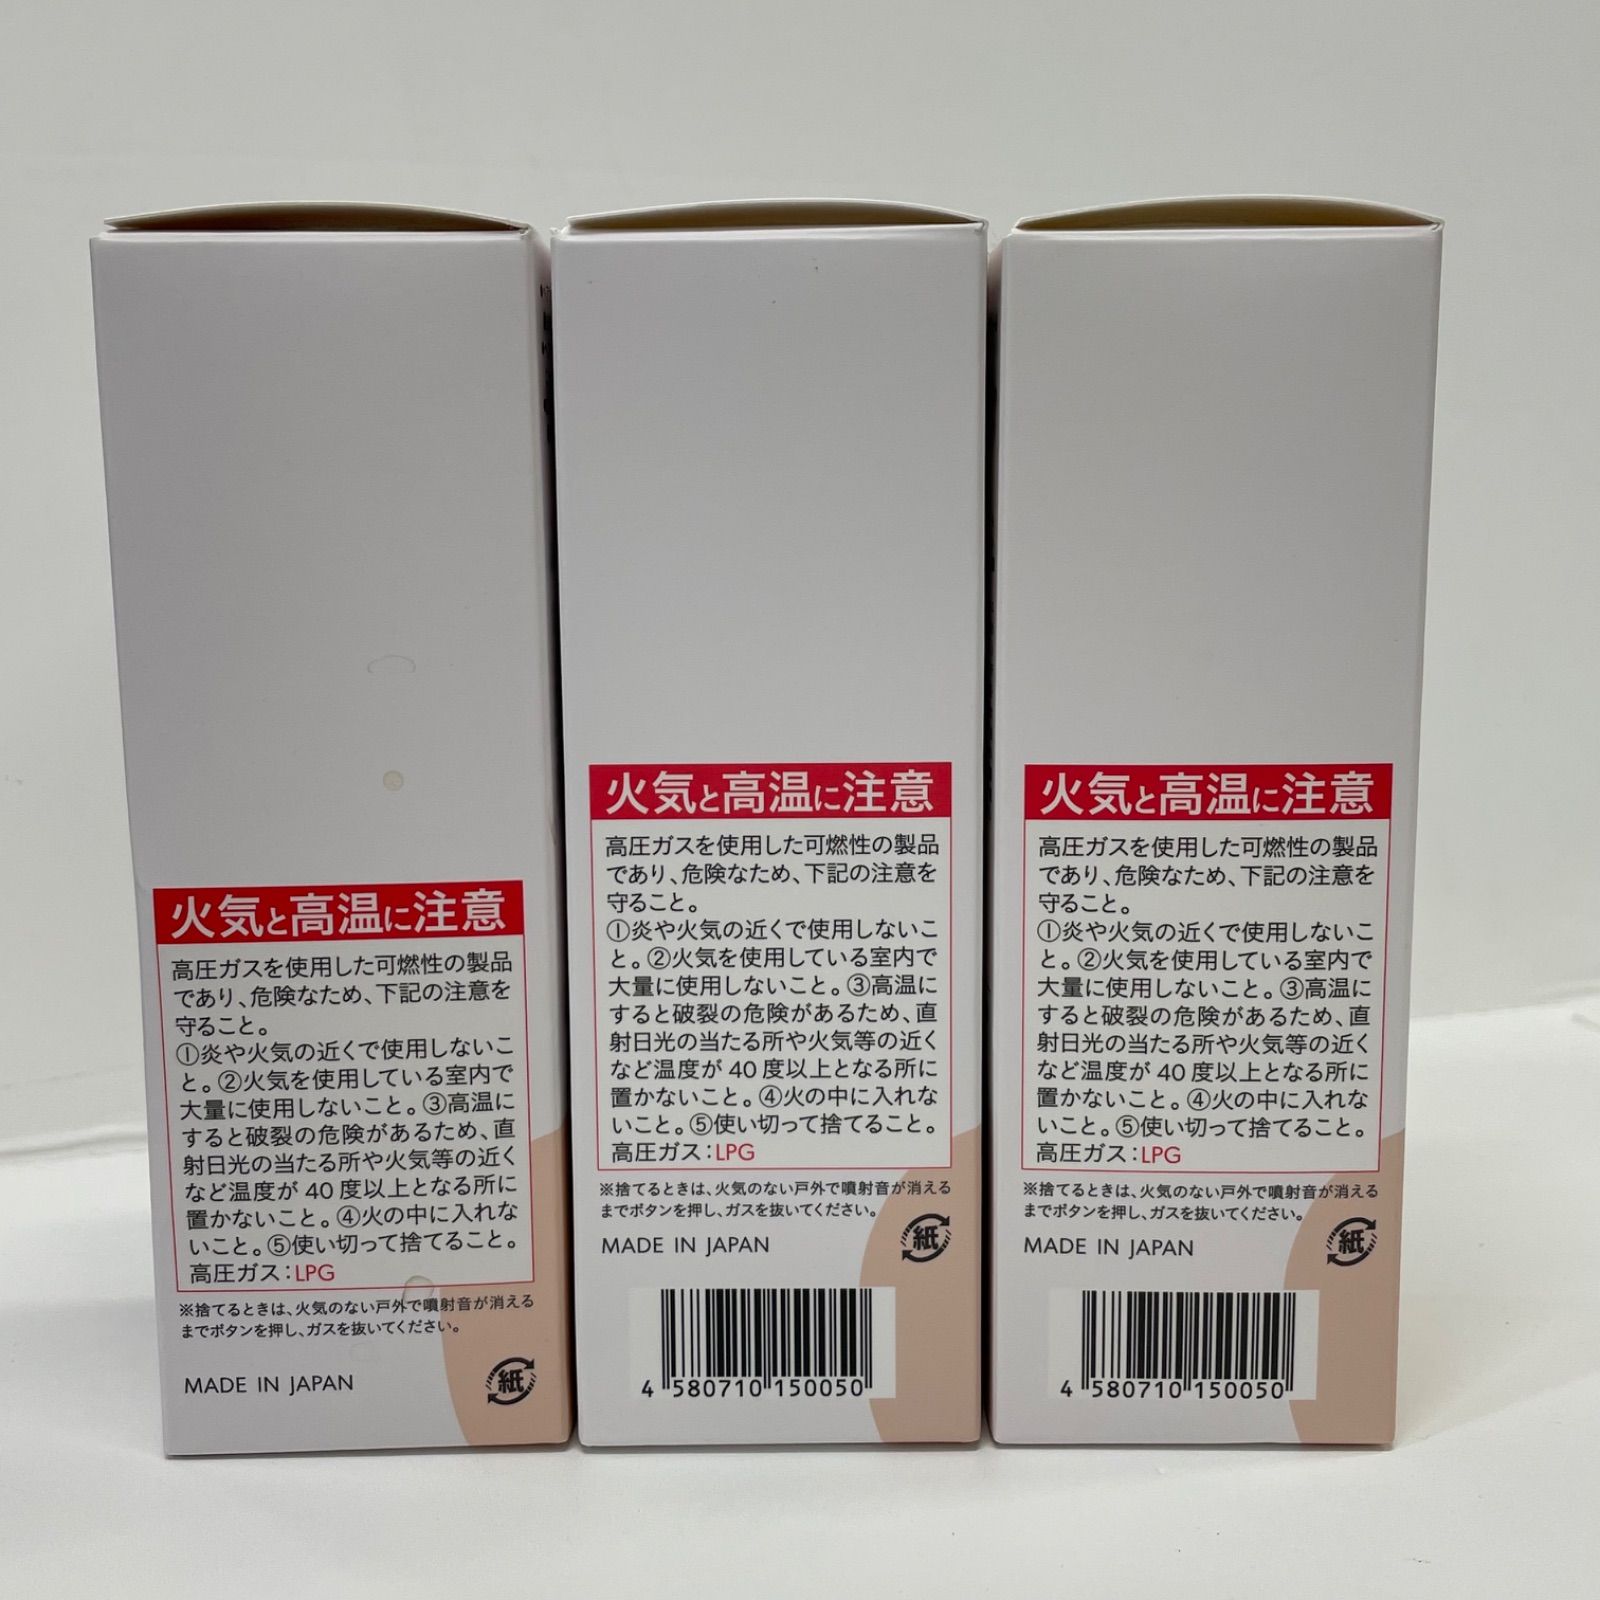 火気と高温に注意
高圧ガスを使用した可燃性の製品
であり、危険なため、下記の注意を
守ること。
①炎や火気の近くで使用しないこ
と。②火気を使用している室内で
大量に使用しないこと。③高温に
すると破裂の危険があるため、直
射日光の当たる所や火気等の近く
など温度が40度以上となる所に
置かないこと。④火の中に入れな
いこと。⑤使い切って捨てること。
高圧ガス：LPG
※捨てるときは、火気のない戸外で噴射音が消える
までボタンを押し、ガスを抜いてください。
MADE IN JAPAN
紙
火気と高温に注意
高圧ガスを使用した可燃性の製品
であり、危険なため、下記の注意を
守ること。
①炎や火気の近くで使用しないこ
と。②火気を使用している室内で
大量に使用しないこと。③高温に
すると破裂の危険があるため、直
射日光の当たる所や火気等の近く
など温度が40度以上となる所に
置かないこと。④火の中に入れな
いこと。⑤使い切って捨てること。
高圧ガス：LPG
※捨てるときは、火気のない戸外で噴射音が消える
までボタンを押し、ガスを抜いてください。
MADE IN JAPAN
紙
4 580710 150050
火気と高温に注意
高圧ガスを使用した可燃性の製品
であり、危険なため、下記の注意を
守ること。
①炎や火気の近くで使用しないこ
と。②火気を使用している室内で
大量に使用しないこと。③高温に
すると破裂の危険があるため、直
射日光の当たる所や火気等の近く
など温度が40度以上となる所に
置かないこと。④火の中に入れな
いこと。⑤使い切って捨てること。
高圧ガス：LPG
※捨てるときは、火気のない戸外で噴射音が消える
までボタンを押し、ガスを抜いてください。
MADE IN JAPAN
紙
4 580710 150050